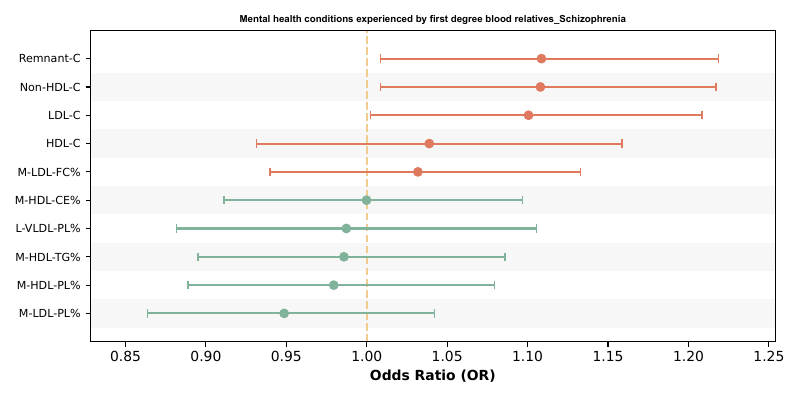 Mental health conditions experienced by first degree blood relatives_Schizophrenia
Remnant-C
Non-HDL-C
LDL-C
HDL-C
M-LDL-FC%
M-HDL-CE%
L-VLDL-PL%
M-HDL-TG%
M-HDL-PL%
M-LDL-PL%
0.85 0.90 0.95 1.00 1.05 1.10 1.15 1.20 1.25
Odds Ratio (OR)